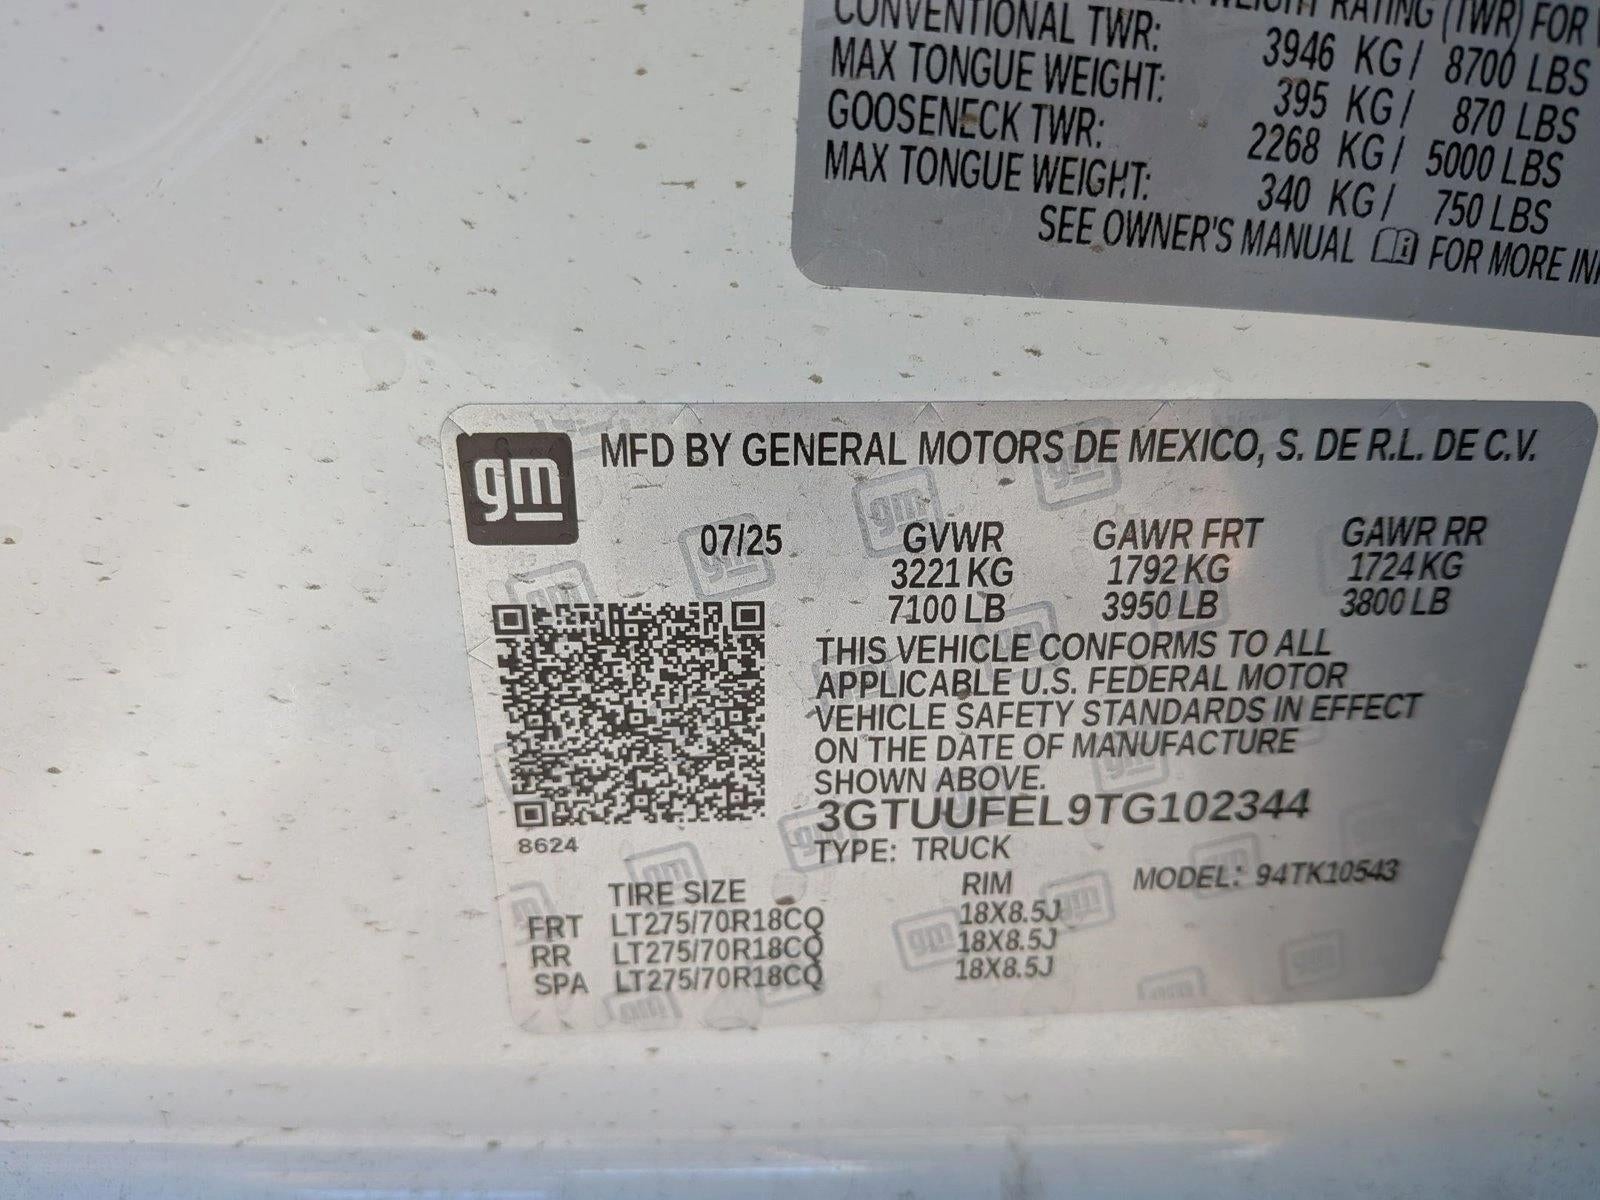 WEIGHT RATING (TWR) FOR
CONVENTIONAL TWR: 3946 KG/ 8700 LBS
MAX TONGUE WEIGHT: 395 KG/ 870 LBS
GOOSENECK TWR: 2268 KG/ 5000 LBS
MAX TONGUE WEIGHT: 340 KG/ 750 LBS
SEE OWNER'S MANUAL FOR MORE
gm MFD BY GENERAL MOTORS DE MEXICO, S. DE R.L. DE C.V.
07/25 GVWR GAWR FRT GAWR RR
3221 KG 1792 KG 1724 KG
7100 LB 3950 LB 3800 LB
THIS VEHICLE CONFORMS TO ALL
APPLICABLE U.S. FEDERAL MOTOR
VEHICLE SAFETY STANDARDS IN EFFECT
ON THE DATE OF MANUFACTURE
SHOWN ABOVE.
3GTUUFEL9TG102344
8624
TYPE: TRUCK
MODEL: 94TK10543
TIRE SIZE RIM
FRT LT275/70R18CQ 18X8.5J
RR LT275/70R18CQ 18X8.5J
SPA LT275/70R18CQ 18X8.5J